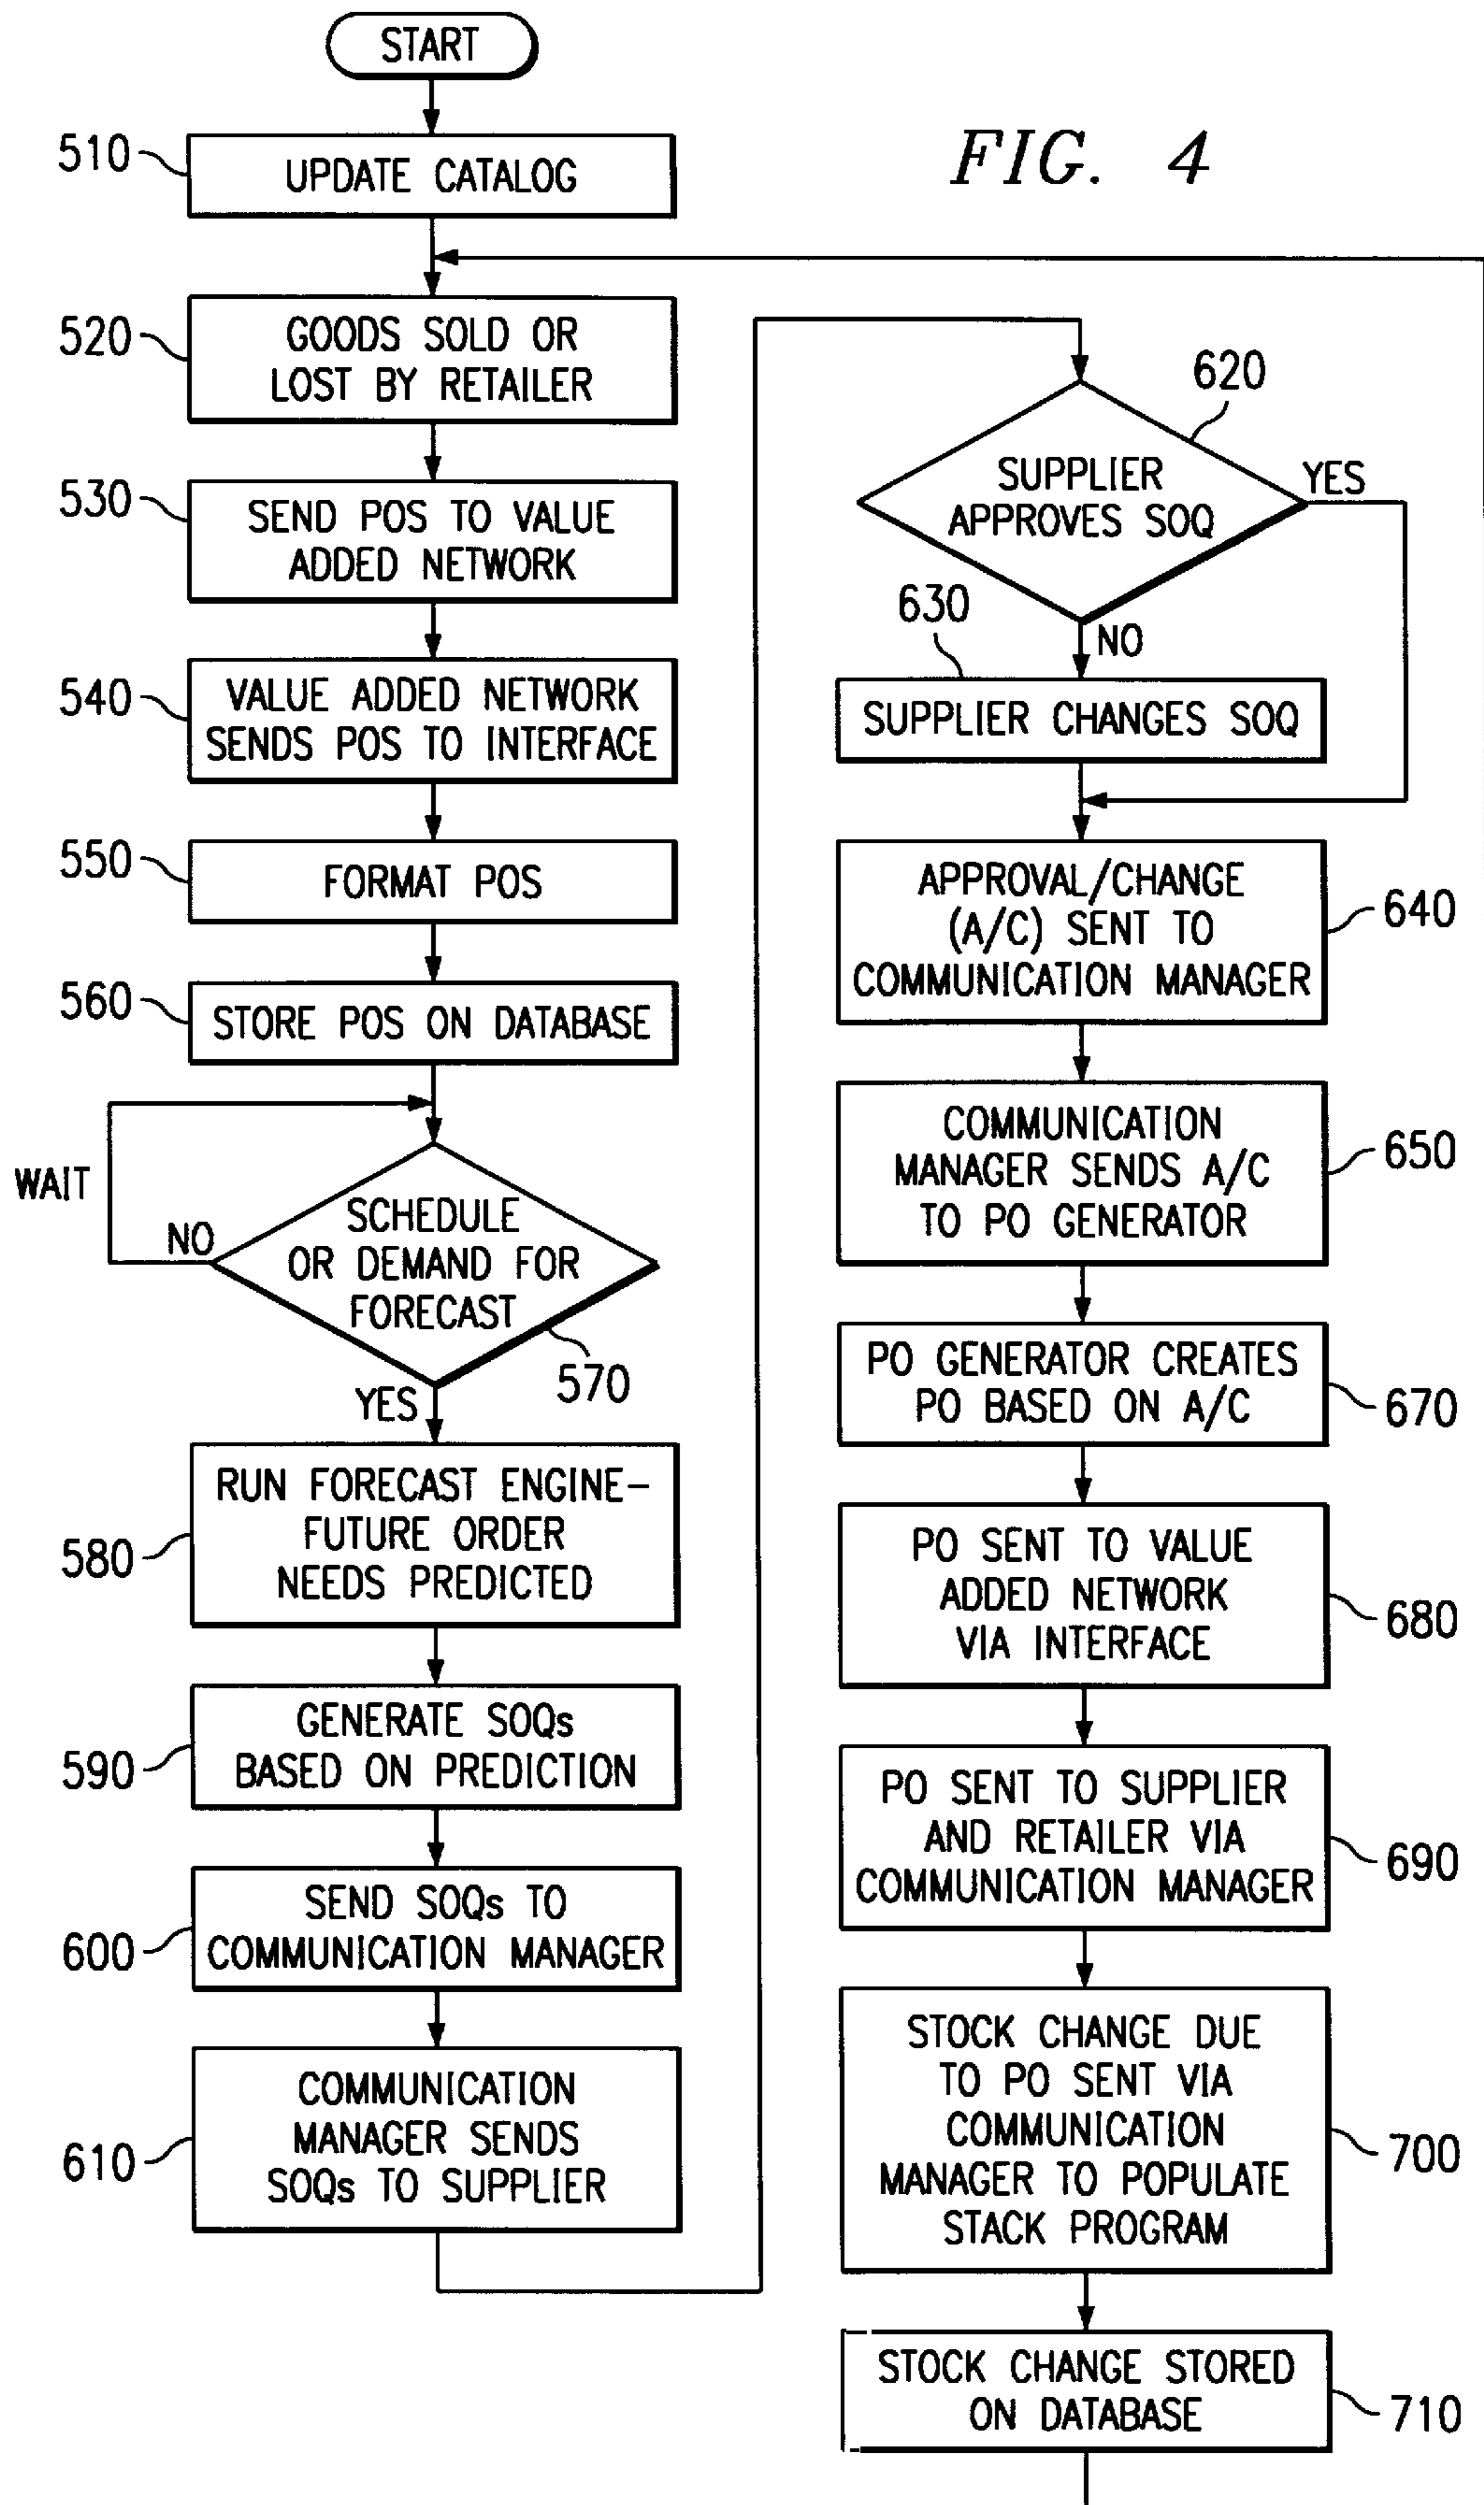 START
FIG. 4
510
UPDATE CATALOG
520
GOODS SOLD OR
LOST BY RETAILER
530
SEND POS TO VALUE
ADDED NETWORK
540
VALUE ADDED NETWORK
SENDS POS TO INTERFACE
550
FORMAT POS
560
STORE POS ON DATABASE
WAIT
NO
SCHEDULE
OR DEMAND FOR
FORECAST
570
YES
580
RUN FORECAST ENGINE–
FUTURE ORDER
NEEDS PREDICTED
590
GENERATE SOQs
BASED ON PREDICTION
600
SEND SOQs TO
COMMUNICATION MANAGER
610
COMMUNICATION
MANAGER SENDS
SOQs TO SUPPLIER
620
SUPPLIER
APPROVES SOQ
YES
NO
630
SUPPLIER CHANGES SOQ
APPROVAL/CHANGE
(A/C) SENT TO
COMMUNICATION MANAGER
640
COMMUNICATION
MANAGER SENDS A/C
TO PO GENERATOR
650
PO GENERATOR CREATES
PO BASED ON A/C
670
PO SENT TO VALUE
ADDED NETWORK
VIA INTERFACE
680
PO SENT TO SUPPLIER
AND RETAILER VIA
COMMUNICATION MANAGER
690
STOCK CHANGE DUE
TO PO SENT VIA
COMMUNICATION
MANAGER TO POPULATE
STACK PROGRAM
700
STOCK CHANGE STORED
ON DATABASE
710